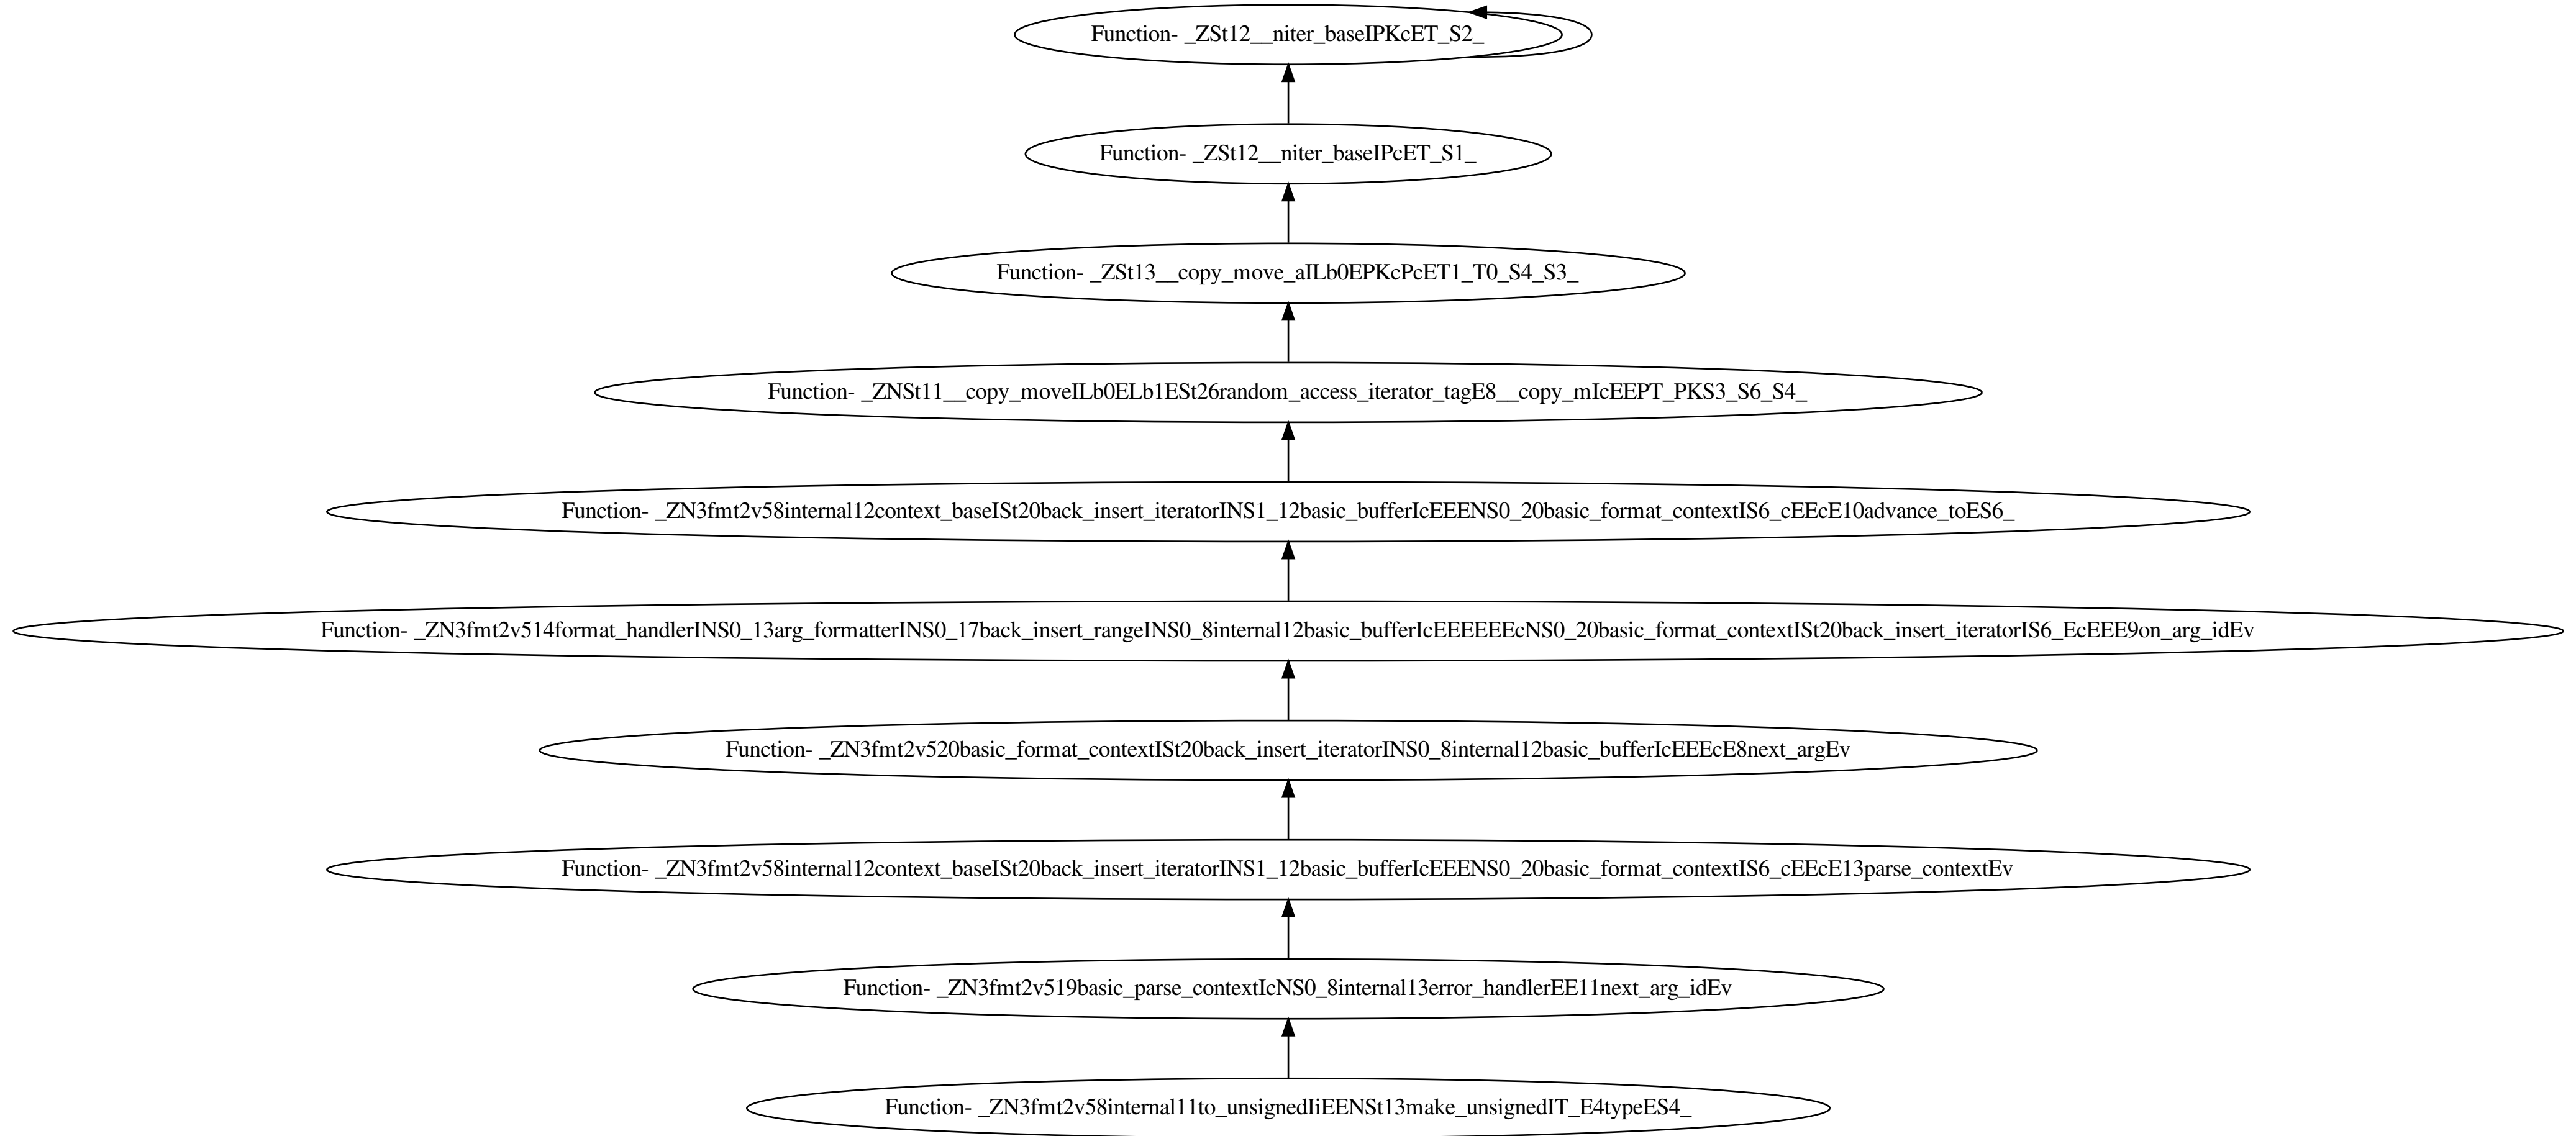 Function- _ZSt12__niter_baseIPKcET_S2_
Function- _ZSt12__niter_baseIPcET_S1_
Function- _ZSt13__copy_move_aILb0EPKcPcET1_T0_S4_S3_
Function- _ZNSt11__copy_moveILb0ELb1ESt26random_access_iterator_tagE8__copy_mIcEEPT_PKS3_S6_S4_
Function- _ZN3fmt2v58internal12context_baseISt20back_insert_iteratorINS1_12basic_bufferIcEEENS0_20basic_format_contextIS6_cEEcE10advance_toES6_
Function- _ZN3fmt2v514format_handlerINS0_13arg_formatterINS0_17back_insert_rangeINS0_8internal12basic_bufferIcEEEEEEcNS0_20basic_format_contextISt20back_insert_iteratorIS6_EcEEE9on_arg_idEv
Function- _ZN3fmt2v520basic_format_contextISt20back_insert_iteratorINS0_8internal12basic_bufferIcEEEcE8next_argEv
Function- _ZN3fmt2v58internal12context_baseISt20back_insert_iteratorINS1_12basic_bufferIcEEENS0_20basic_format_contextIS6_cEEcE13parse_contextEv
Function- _ZN3fmt2v519basic_parse_contextIcNS0_8internal13error_handlerEE11next_arg_idEv
Function- _ZN3fmt2v58internal11to_unsignedIiEENSt13make_unsignedIT_E4typeES4_